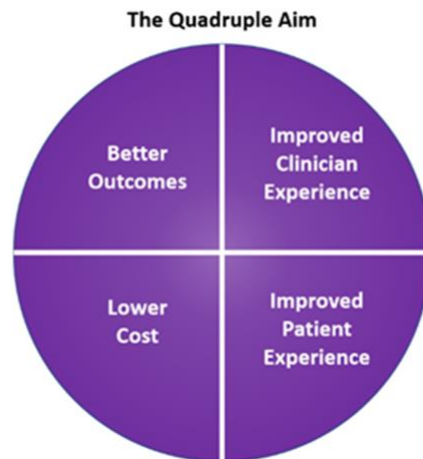 The Quadruple Aim
Better
Outcomes
Improved
Clinician
Experience
Lower
Cost
Improved
Patient
Experience